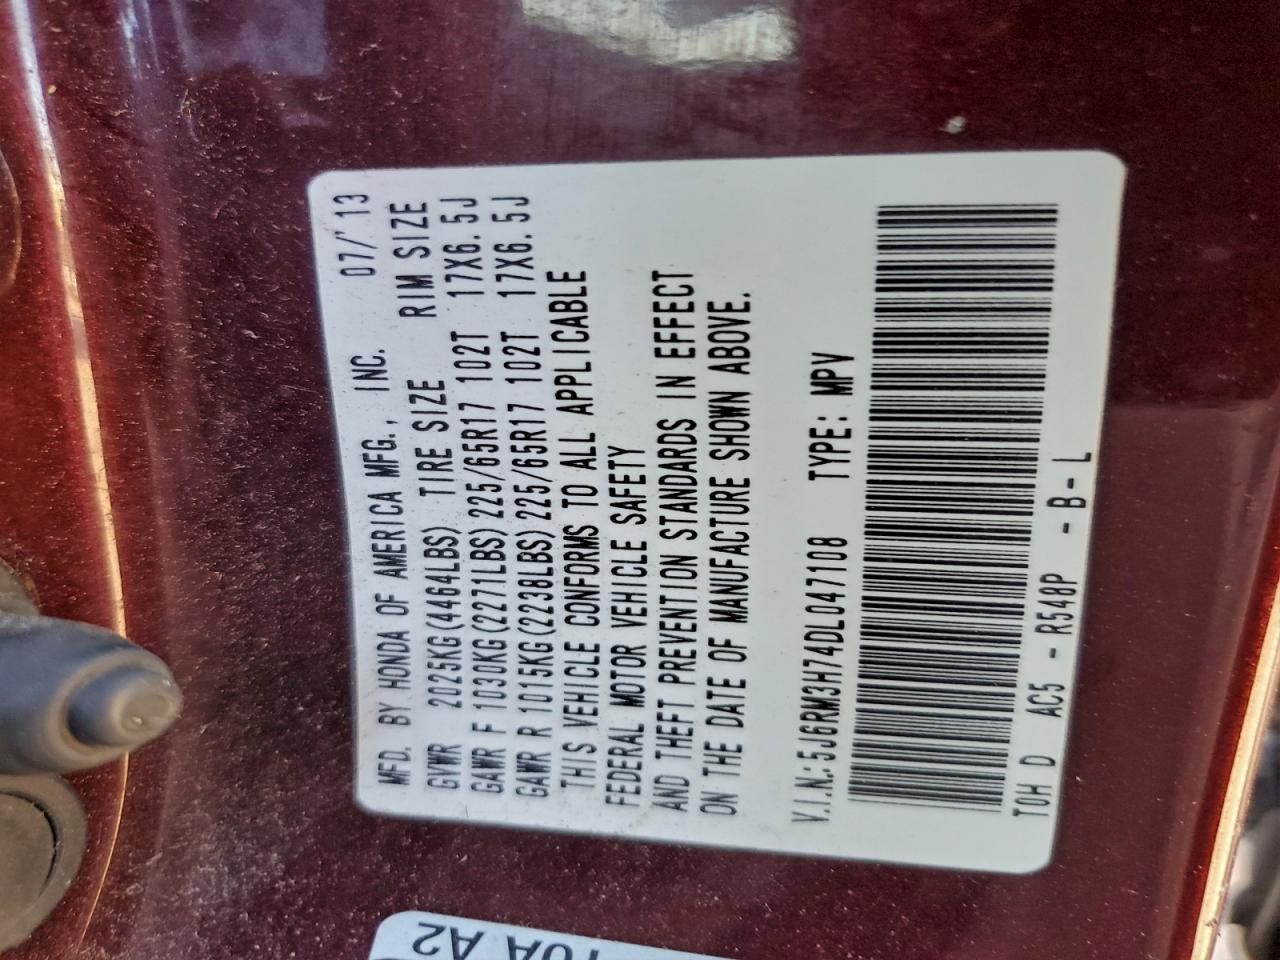 MFD. BY HONDA OF AMERICA MFG., INC. 07/'13
GVWR 2025KG(4464LBS) TIRE SIZE RIM SIZE
GAWR F 1030KG(2271LBS) 225/65R17 102T 17X6.5J
GAWR R 1015KG(2238LBS) 225/65R17 102T 17X6.5J
THIS VEHICLE CONFORMS TO ALL APPLICABLE
FEDERAL MOTOR VEHICLE SAFETY
AND THEFT PREVENTION STANDARDS IN EFFECT
ON THE DATE OF MANUFACTURE SHOWN ABOVE.
V.I.N.:5J6RM3H74DL047108 TYPE: MPV
TOH D AC5 - R548P - B - L
A2
A2